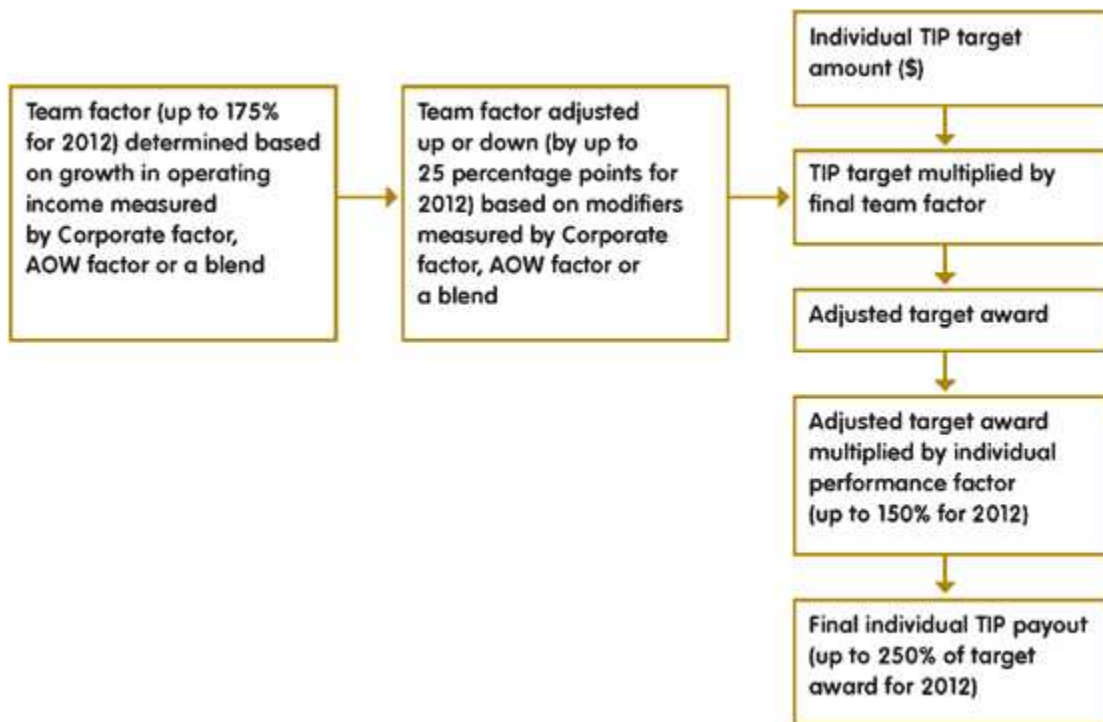 Team factor (up to 175%
for 2012) determined based
on growth in operating
income measured
by Corporate factor,
AOW factor or a blend
Team factor adjusted
up or down (by up to
25 percentage points for
2012) based on modifiers
measured by Corporate
factor, AOW factor or
a blend
Individual TIP target
amount ($)
TIP target multiplied by
final team factor
Adjusted target award
Adjusted target award
multiplied by individual
performance factor
(up to 150% for 2012)
Final individual TIP payout
(up to 250% of target
award for 2012)